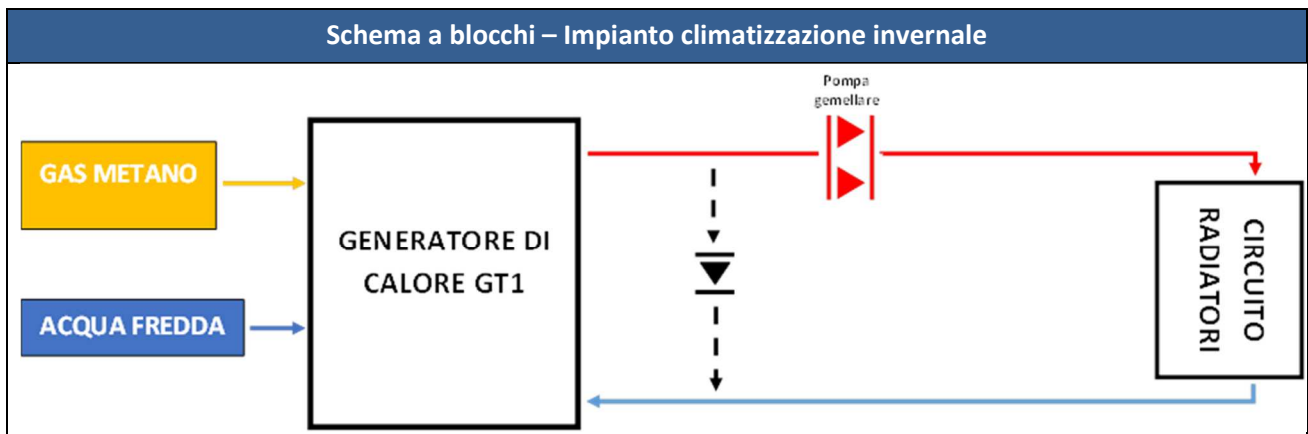 Schema a blocchi – Impianto climatizzazione invernale
Pompa
gemellare
GAS METANO
GENERATORE DI
CALORE GT1
ACQUA FREDDA
CIRCUITO
RADIATORI